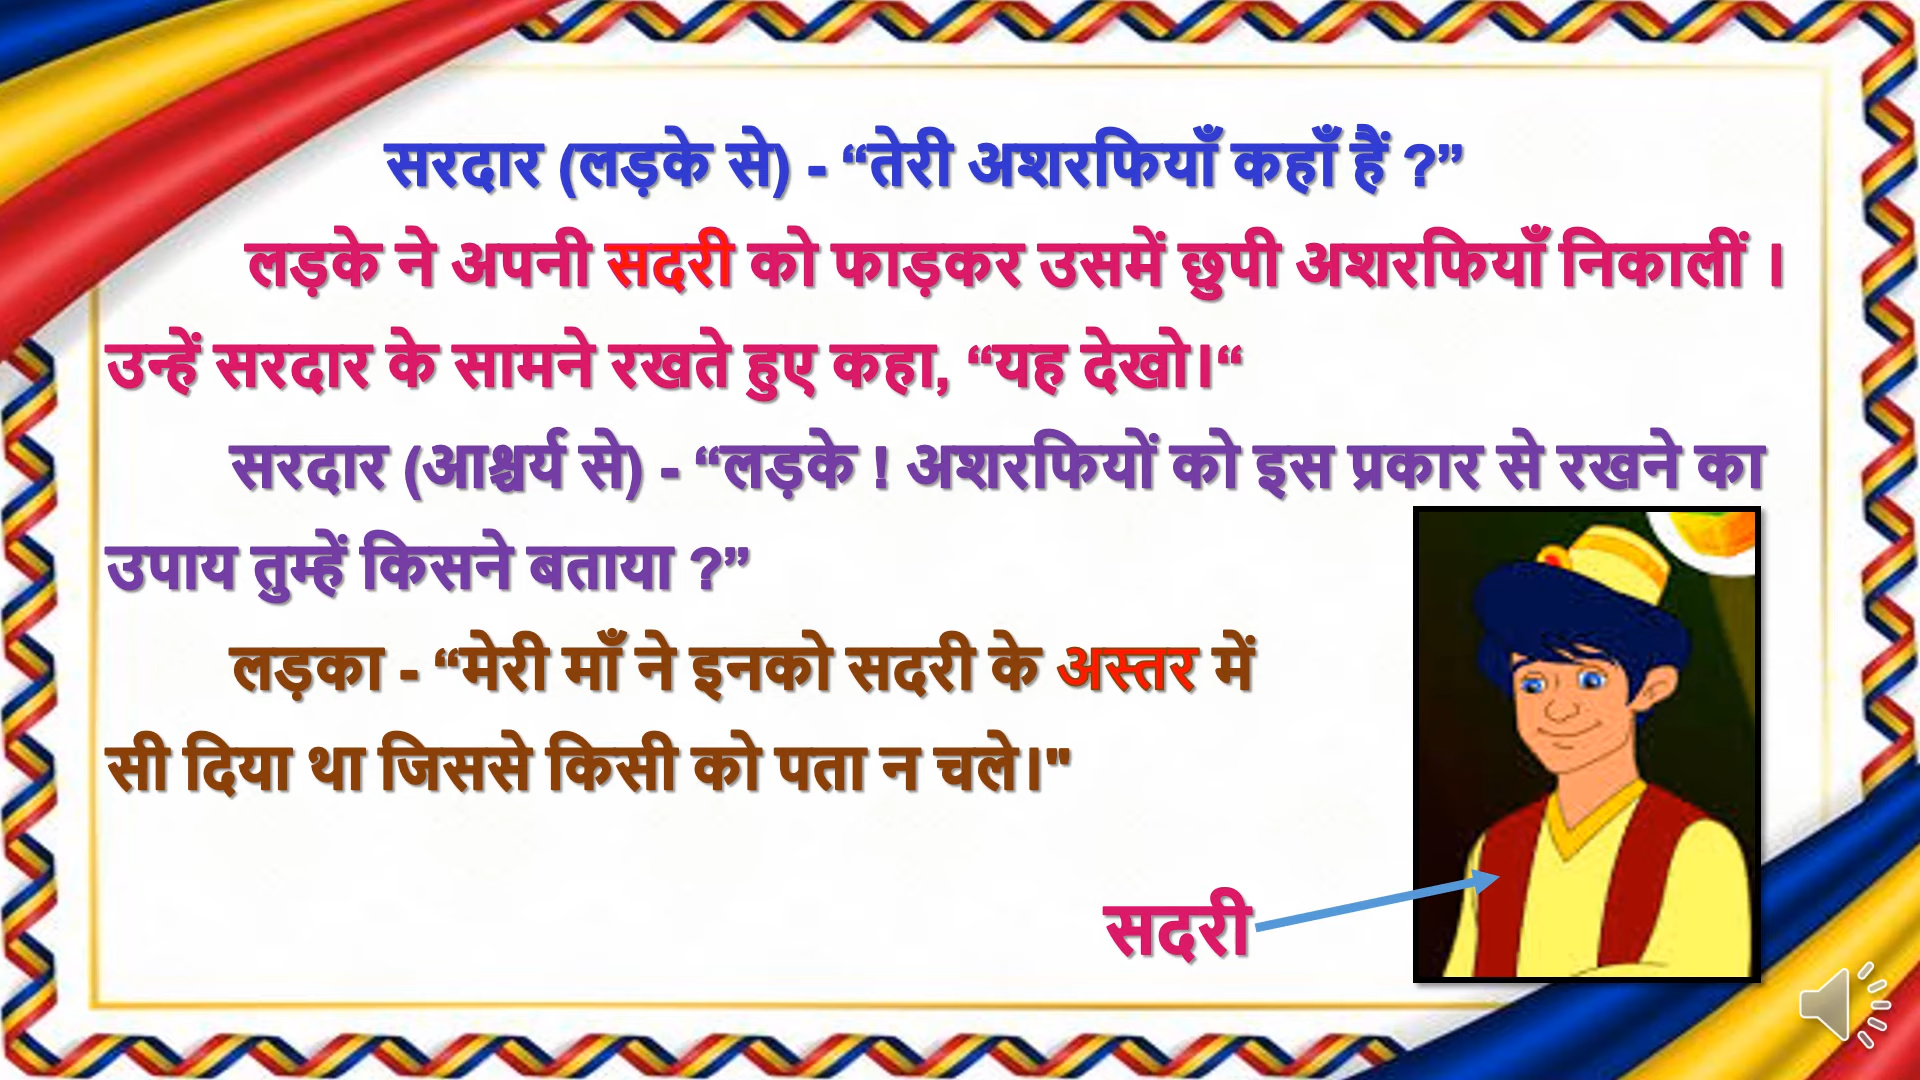 सरदार (लड़के से) - “तेरी अशरफियाँ कहाँ हैं ?”
लड़के ने अपनी सदरी को फाड़कर उसमें छुपी अशरफियाँ निकालीं ।
उन्हें सरदार के सामने रखते हुए कहा, “यह देखो।“
सरदार (आश्चर्य से) - “लड़के ! अशरफियों को इस प्रकार से रखने का
उपाय तुम्हें किसने बताया ?”
लड़का - “मेरी माँ ने इनको सदरी के अस्तर में
सी दिया था जिससे किसी को पता न चले।"
सदरी